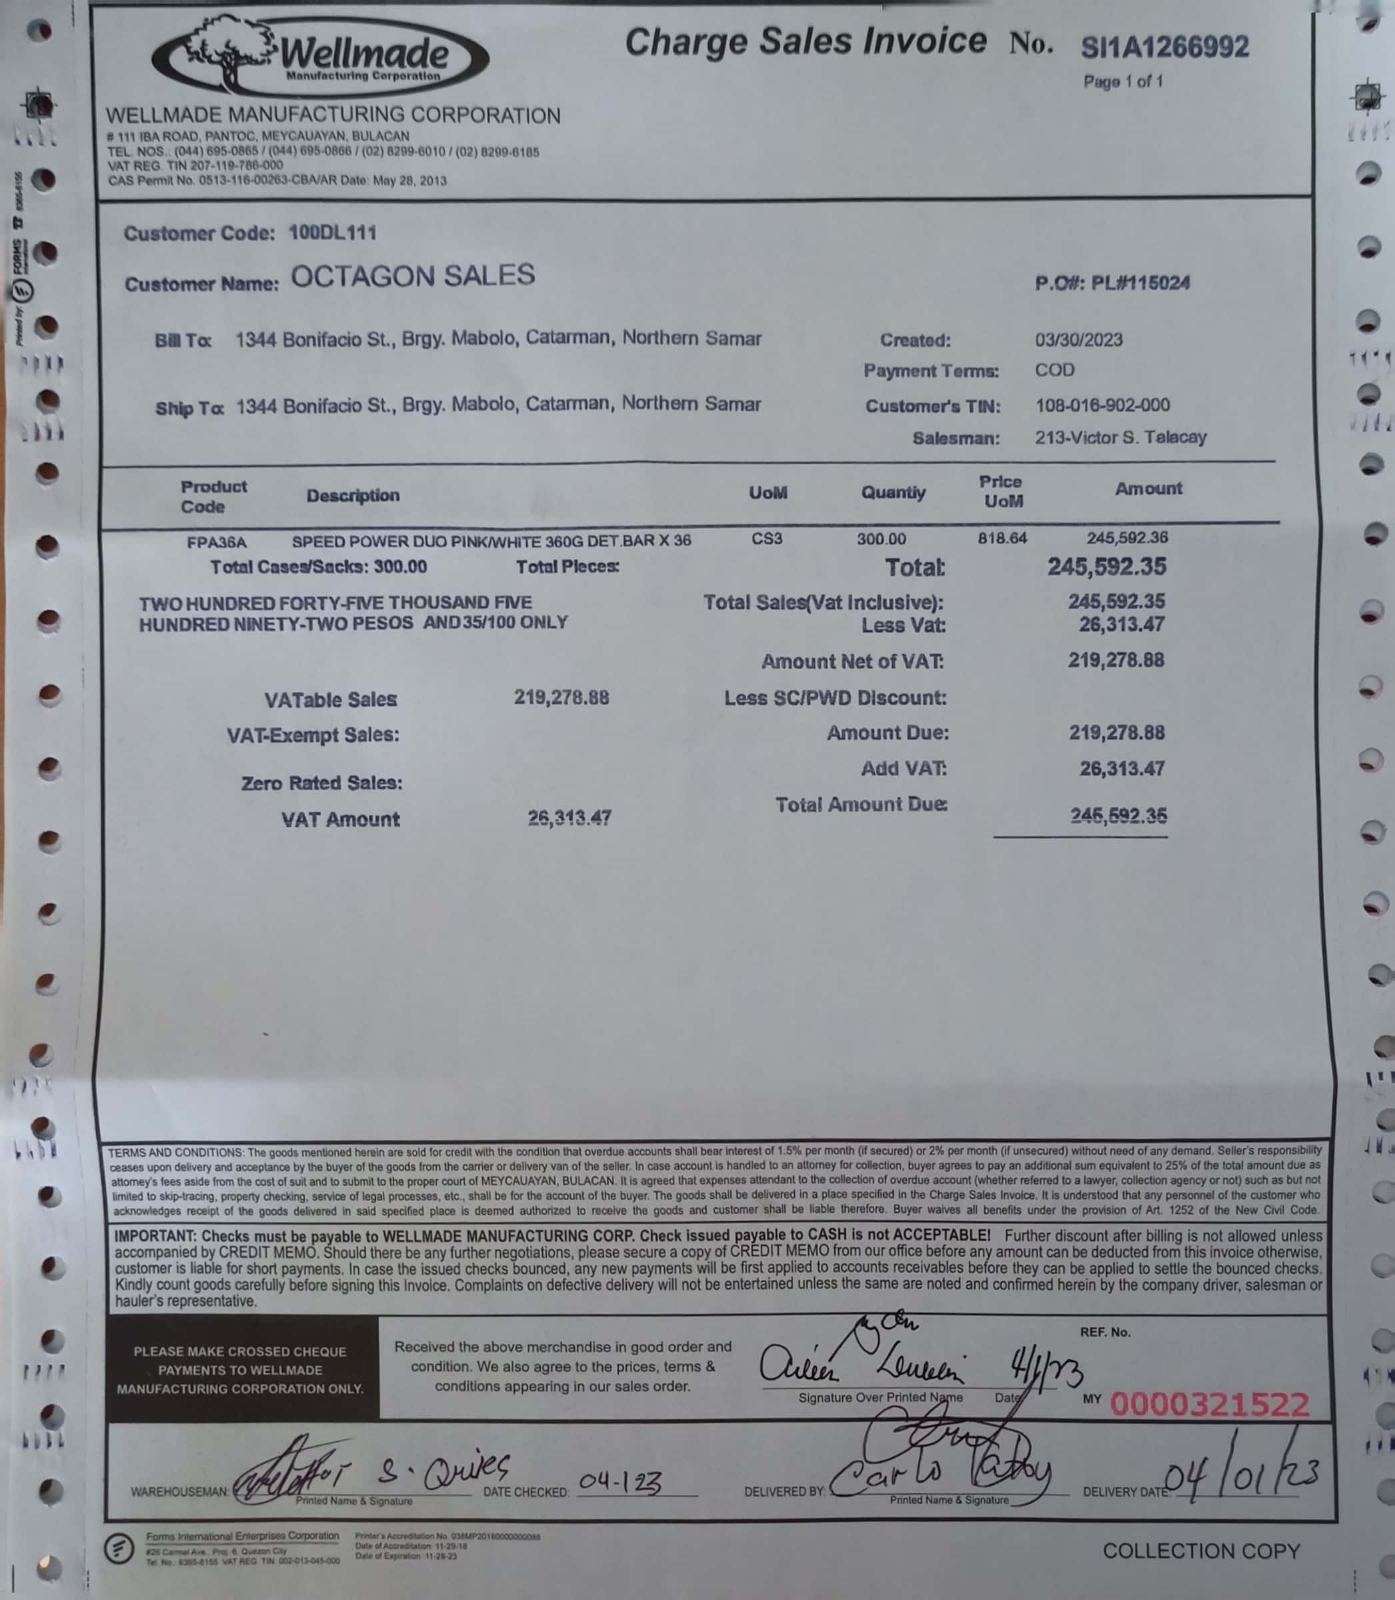 Wellmade
Manufacturing Corporation
Charge Sales Invoice No. SI1A1266992
Page 1 of 1
WELLMADE MANUFACTURING CORPORATION
# 111 IBA ROAD, PANTOC, MEYCAUAYAN, BULACAN
TEL. NOS.: (044) 695-0865 / (044) 695-0866 / (02) 8299-6010 / (02) 8299-6185
VAT REG. TIN 207-119-786-000
CAS Permit No. 0513-116-00263-CBA/AR Date: May 28, 2013
Printed by: FORMS International 8365-6155
Customer Code: 100DL111
Customer Name: OCTAGON SALES
P.O#: PL#115024
Bill To: 1344 Bonifacio St., Brgy. Mabolo, Catarman, Northern Samar
Created: 03/30/2023
Payment Terms: COD
Ship To: 1344 Bonifacio St., Brgy. Mabolo, Catarman, Northern Samar
Customer's TIN: 108-016-902-000
Salesman: 213-Victor S. Talacay
Product Code Description UoM Quantiy Price UoM Amount
FPA36A SPEED POWER DUO PINK/WHITE 360G DET.BAR X 36 CS3 300.00 818.64 245,592.36
Total Cases/Sacks: 300.00 Total Pieces: Total: 245,592.35
TWO HUNDRED FORTY-FIVE THOUSAND FIVE
HUNDRED NINETY-TWO PESOS AND 35/100 ONLY
Total Sales(Vat Inclusive): 245,592.35
Less Vat: 26,313.47
Amount Net of VAT: 219,278.88
VATable Sales 219,278.88 Less SC/PWD Discount:
VAT-Exempt Sales: Amount Due: 219,278.88
Zero Rated Sales: Add VAT: 26,313.47
VAT Amount 26,313.47 Total Amount Due: 245,592.35
TERMS AND CONDITIONS: The goods mentioned herein are sold for credit with the condition that overdue accounts shall bear interest of 1.5% per month (if secured) or 2% per month (if unsecured) without need of any demand. Seller's responsibility
ceases upon delivery and acceptance by the buyer of the goods from the carrier or delivery van of the seller. In case account is handled to an attorney for collection, buyer agrees to pay an additional sum equivalent to 25% of the total amount due as
attorney's fees aside from the cost of suit and to submit to the proper court of MEYCAUAYAN, BULACAN. It is agreed that expenses attendant to the collection of overdue account (whether referred to a lawyer, collection agency or not) such as but not
limited to skip-tracing, property checking, service of legal processes, etc., shall be for the account of the buyer. The goods shall be delivered in a place specified in the Charge Sales Invoice. It is understood that any personnel of the customer who
acknowledges receipt of the goods delivered in said specified place is deemed authorized to receive the goods and customer shall be liable therefore. Buyer waives all benefits under the provision of Art. 1252 of the New Civil Code.
IMPORTANT: Checks must be payable to WELLMADE MANUFACTURING CORP. Check issued payable to CASH is not ACCEPTABLE! Further discount after billing is not allowed unless
accompanied by CREDIT MEMO. Should there be any further negotiations, please secure a copy of CREDIT MEMO from our office before any amount can be deducted from this invoice otherwise,
customer is liable for short payments. In case the issued checks bounced, any new payments will be first applied to accounts receivables before they can be applied to settle the bounced checks.
Kindly count goods carefully before signing this Invoice. Complaints on defective delivery will not be entertained unless the same are noted and confirmed herein by the company driver, salesman or
hauler's representative.
PLEASE MAKE CROSSED CHEQUE
PAYMENTS TO WELLMADE
MANUFACTURING CORPORATION ONLY.
Received the above merchandise in good order and
condition. We also agree to the prices, terms &
conditions appearing in our sales order.
4/1/23
Signature Over Printed Name Date
REF. No.
MY 0000321522
WAREHOUSEMAN: S.
Printed Name & Signature
DATE CHECKED: 04-1 23
DELIVERED BY: Carlo
Printed Name & Signature
DELIVERY DATE: 04/01/23
Forms International Enterprises Corporation
#25 Carmel Ave., Proj. 6, Quezon City
Tel. No.: 8365-6155 VAT REG. TIN: 002-013-045-000
Printer's Accreditation No.
Date of Accreditation: 11-29-18
Date of Expiration: 11-28-23
COLLECTION COPY